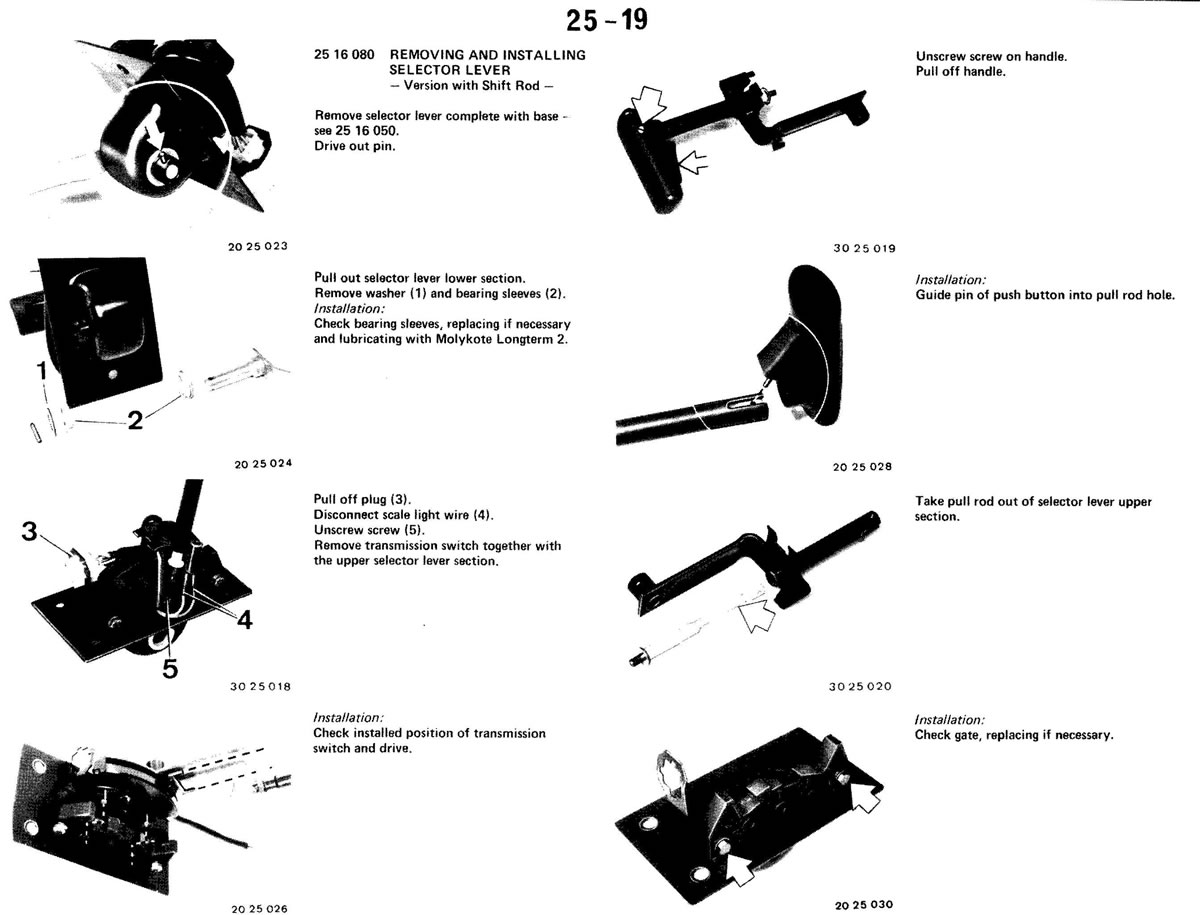 25-19
25 16 080 REMOVING AND INSTALLING
SELECTOR LEVER
– Version with Shift Rod –
Remove selector lever complete with base -
see 25 16 050.
Drive out pin.
20 25 023
Pull out selector lever lower section.
Remove washer (1) and bearing sleeves (2).
Installation:
Check bearing sleeves, replacing if necessary
and lubricating with Molykote Longterm 2.
1
2
20 25 024
Pull off plug (3).
Disconnect scale light wire (4).
Unscrew screw (5).
Remove transmission switch together with
the upper selector lever section.
3
4
5
30 25 018
Installation:
Check installed position of transmission
switch and drive.
20 25 026
Unscrew screw on handle.
Pull off handle.
30 25 019
Installation:
Guide pin of push button into pull rod hole.
20 25 028
Take pull rod out of selector lever upper
section.
30 25 020
Installation:
Check gate, replacing if necessary.
20 25 030